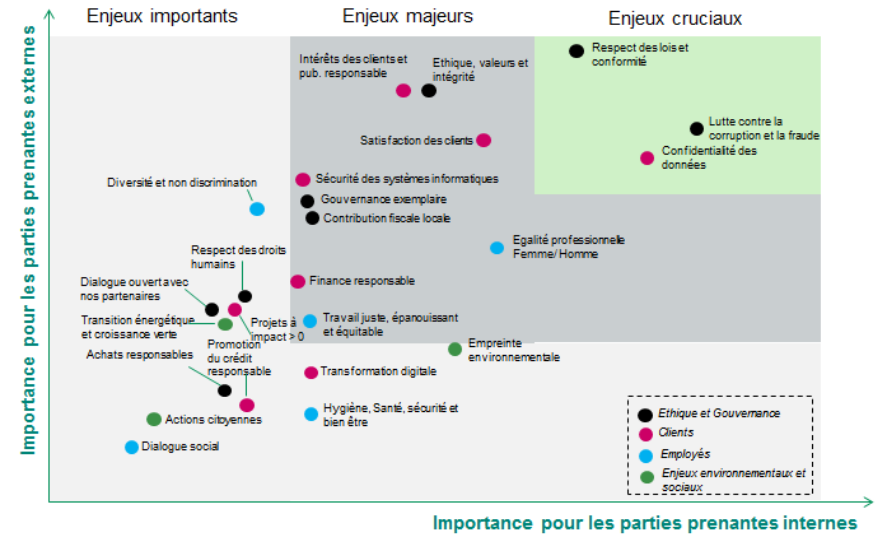 Enjeux importants
Enjeux majeurs
Enjeux cruciaux
Importance pour les parties prenantes externes
Respect des lois et
conformité
Intérêts des clients et
pub. responsable
Ethique, valeurs et
intégrité
Lutte contre la
corruption et la fraude
Satisfaction des clients
Confidentialité des
données
Diversité et non discrimination
Sécurité des systèmes informatiques
Gouvernance exemplaire
Contribution fiscale locale
Egalité professionnelle
Femme/ Homme
Respect des droits
humains
Finance responsable
Dialogue ouvert avec
nos partenaires
Transition énergétique
et croissance verte
Projets à
impact > 0
Travail juste, épanouissant
et équitable
Empreinte
environnementale
Achats responsables
Promotion
du crédit
responsable
Transformation digitale
Hygiène, Santé, sécurité et
bien être
Actions citoyennes
Dialogue social
Ethique et Gouvernance
Clients
Employés
Enjeux environnementaux et
sociaux
Importance pour les parties prenantes internes